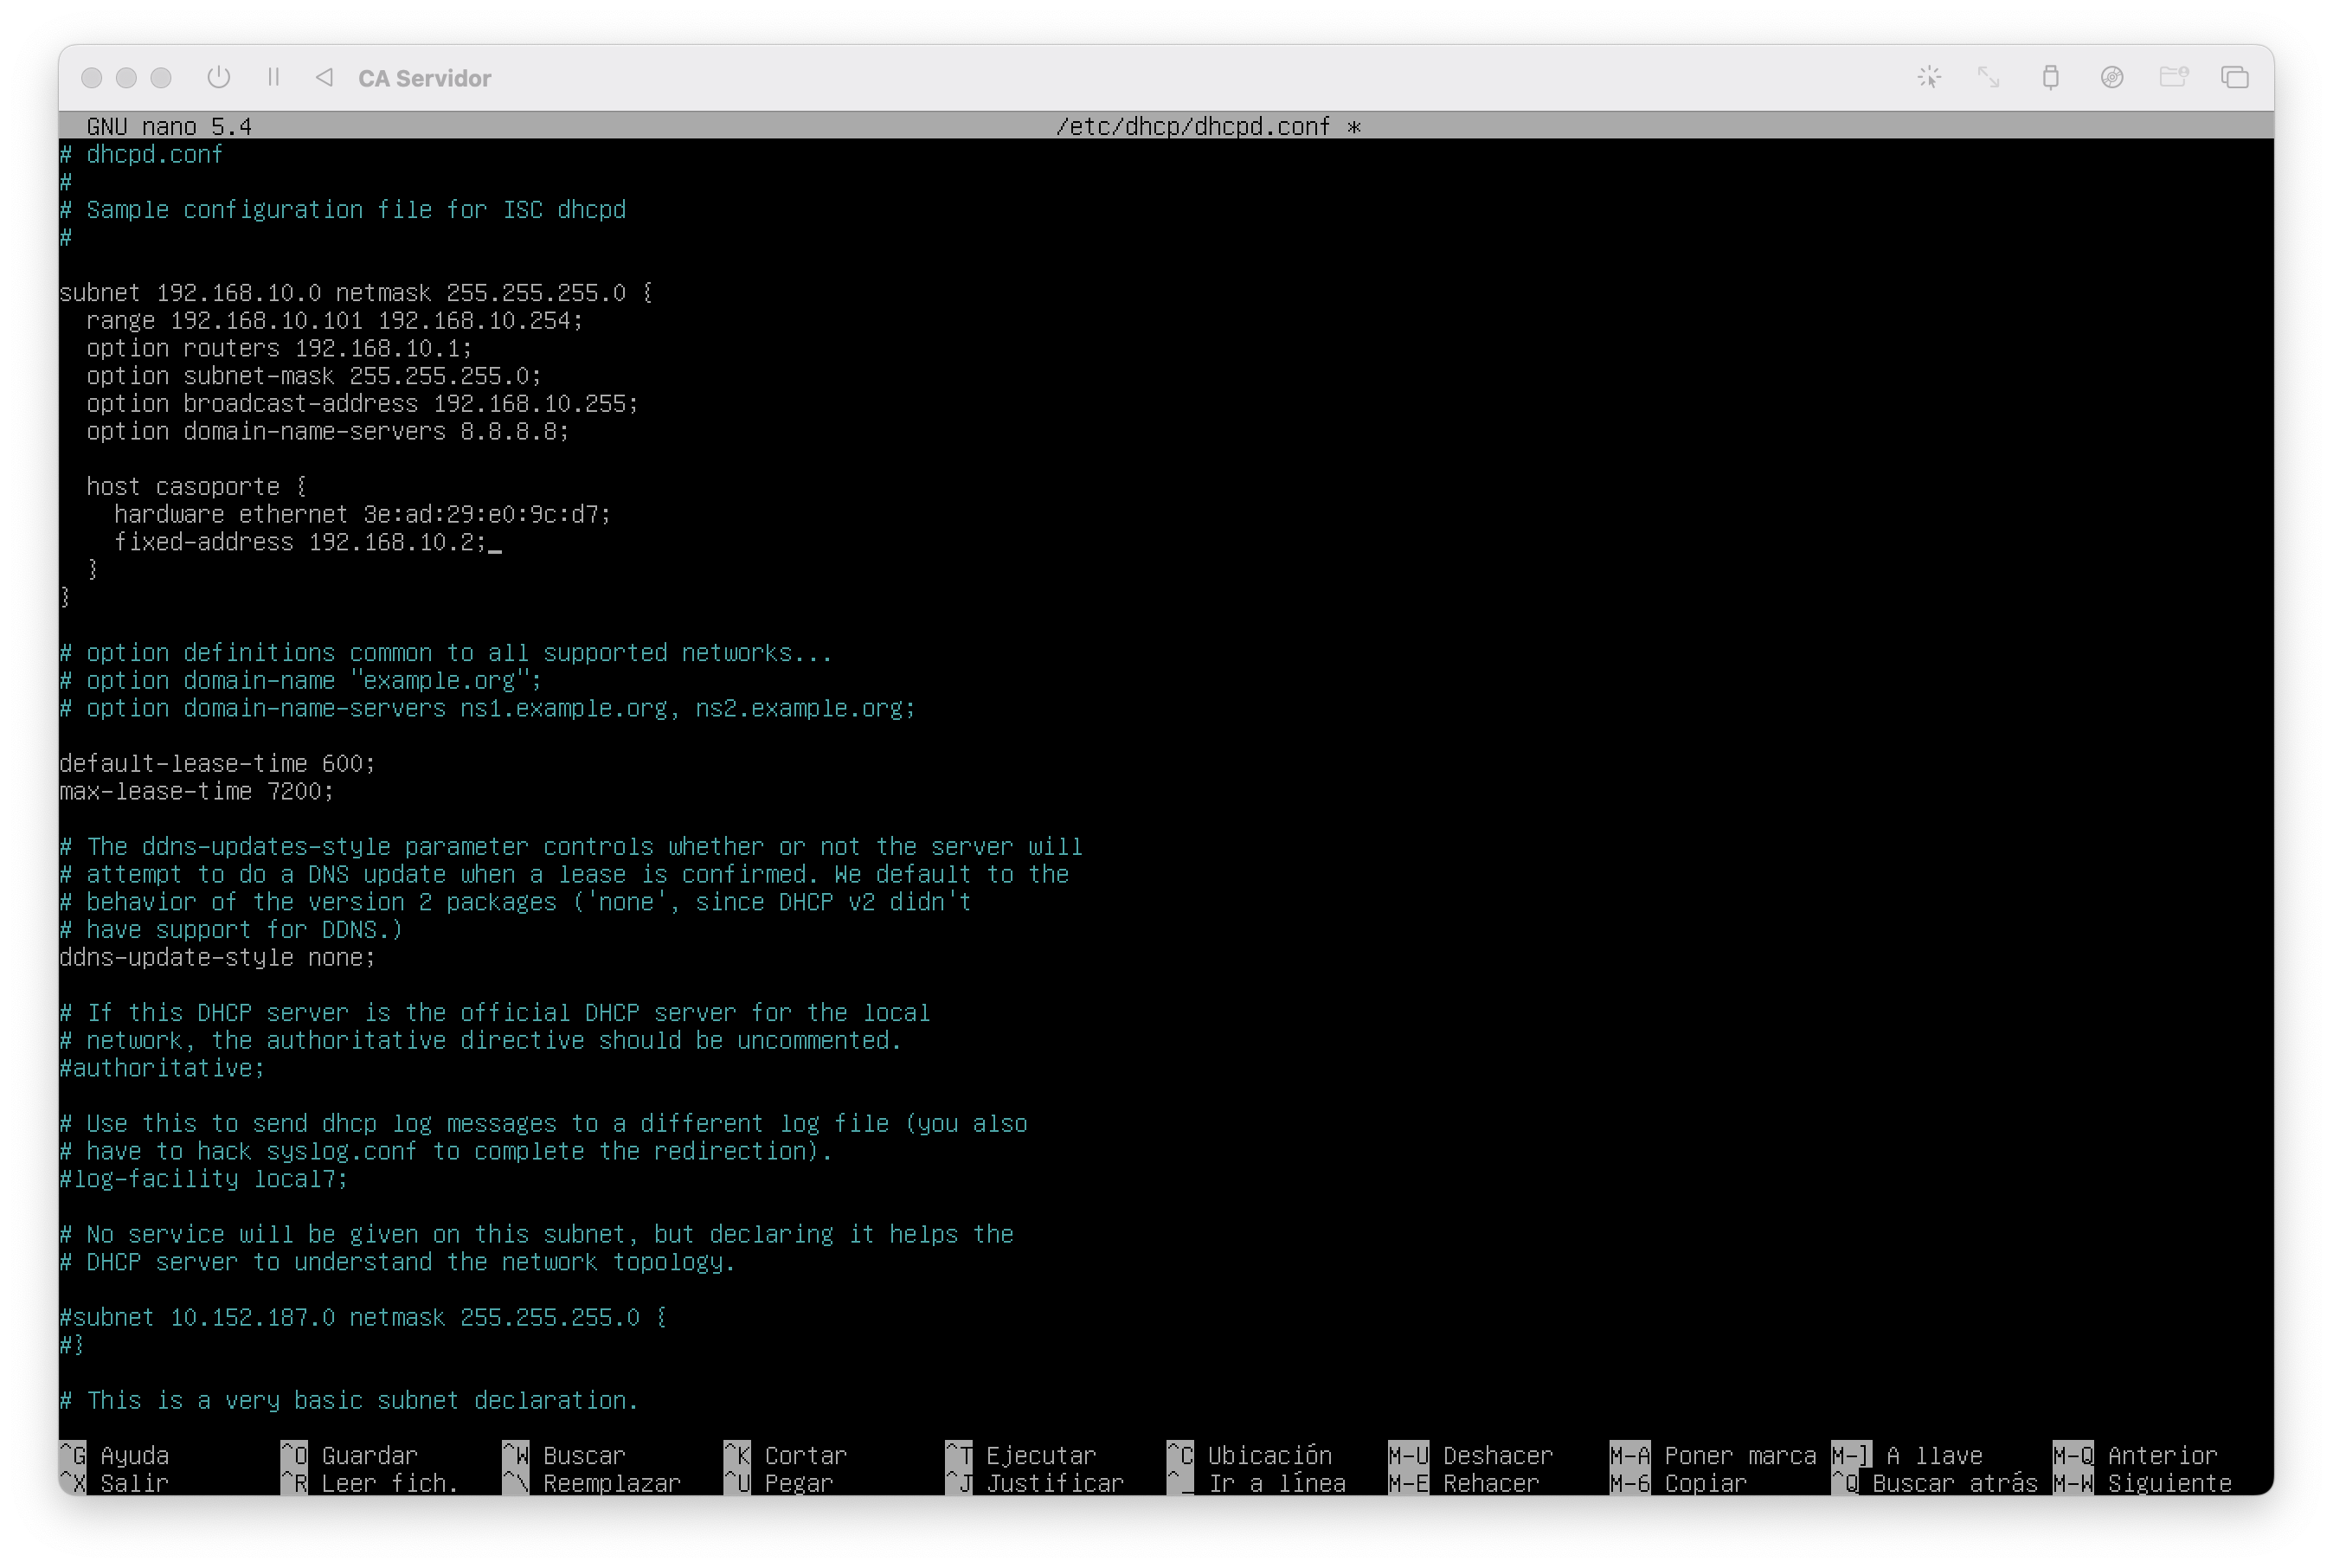 CA Servidor
GNU nano 5.4 /etc/dhcp/dhcpd.conf *
# dhcpd.conf
#
# Sample configuration file for ISC dhcpd
#
subnet 192.168.10.0 netmask 255.255.255.0 {
  range 192.168.10.101 192.168.10.254;
  option routers 192.168.10.1;
  option subnet-mask 255.255.255.0;
  option broadcast-address 192.168.10.255;
  option domain-name-servers 8.8.8.8;
  host casoporte {
    hardware ethernet 3e:ad:29:e0:9c:d7;
    fixed-address 192.168.10.2;_
  }
}
# option definitions common to all supported networks...
# option domain-name "example.org";
# option domain-name-servers ns1.example.org, ns2.example.org;
default-lease-time 600;
max-lease-time 7200;
# The ddns-updates-style parameter controls whether or not the server will
# attempt to do a DNS update when a lease is confirmed. We default to the
# behavior of the version 2 packages ('none', since DHCP v2 didn't
# have support for DDNS.)
ddns-update-style none;
# If this DHCP server is the official DHCP server for the local
# network, the authoritative directive should be uncommented.
#authoritative;
# Use this to send dhcp log messages to a different log file (you also
# have to hack syslog.conf to complete the redirection).
#log-facility local7;
# No service will be given on this subnet, but declaring it helps the
# DHCP server to understand the network topology.
#subnet 10.152.187.0 netmask 255.255.255.0 {
#}
# This is a very basic subnet declaration.
^G Ayuda ^O Guardar ^W Buscar ^K Cortar ^T Ejecutar ^C Ubicación M-U Deshacer M-A Poner marca M-] A llave M-Q Anterior
^X Salir ^R Leer fich. ^\ Reemplazar ^U Pegar ^J Justificar ^_ Ir a línea M-E Rehacer M-6 Copiar ^Q Buscar atrás M-W Siguiente